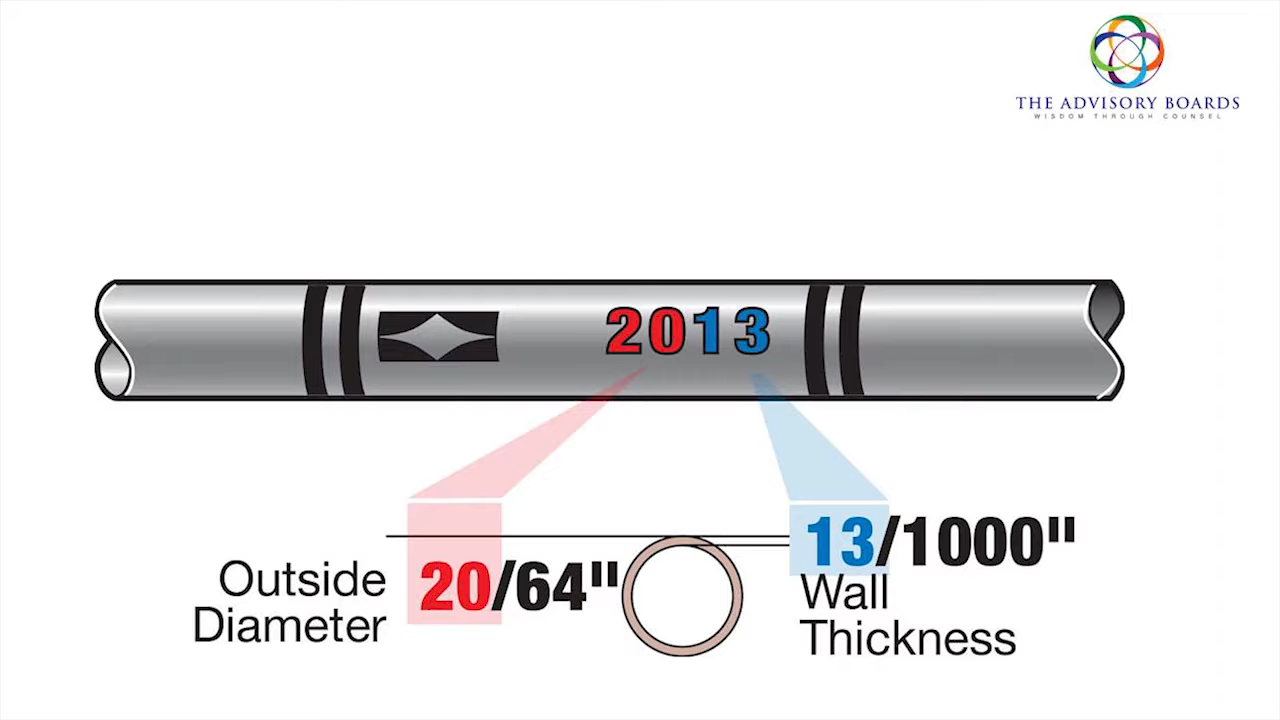 THE ADVISORY BOARDS
WISDOM THROUGH COUNSEL
2013
Outside
Diameter
20/64"
13/1000"
Wall
Thickness